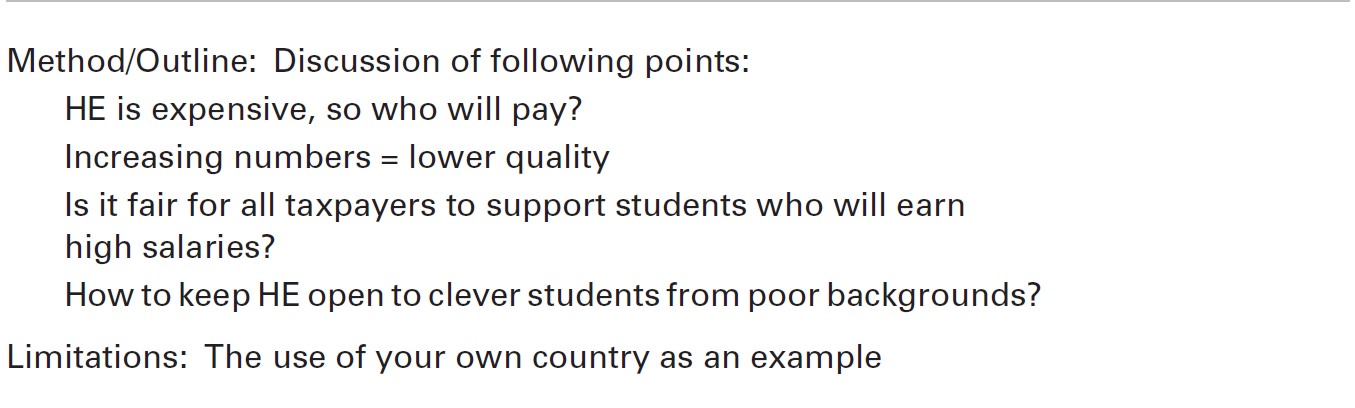 Method/Outline: Discussion of following points:
HE is expensive, so who will pay?
Increasing numbers = lower quality
Is it fair for all taxpayers to support students who will earn
high salaries?
How to keep HE open to clever students from poor backgrounds?
Limitations: The use of your own country as an example